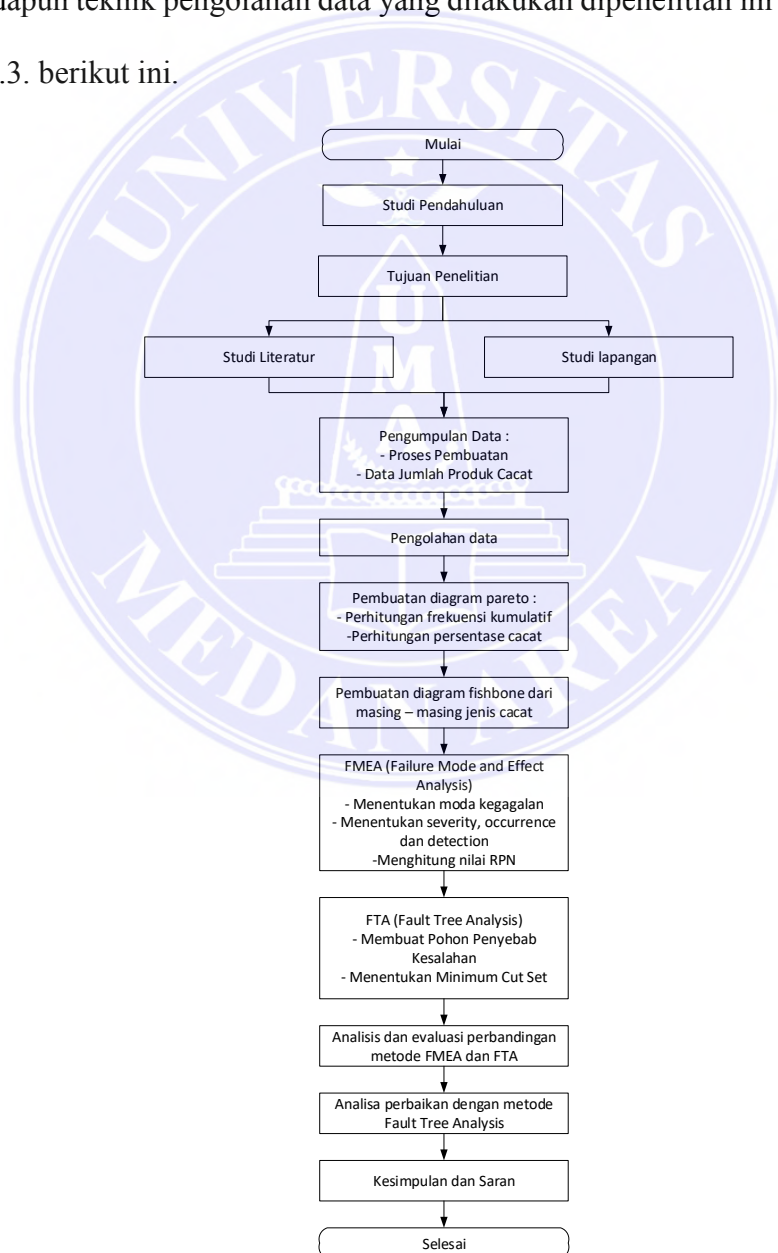 dapun teknik pengolahan data yang dilakukan dipenelitian ini
.3. berikut ini.
UNIVERSITAS
MEDAN AREA
U
M
A
Mulai
Studi Pendahuluan
Tujuan Penelitian
Studi Literatur
Studi lapangan
Pengumpulan Data :
- Proses Pembuatan
- Data Jumlah Produk Cacat
Pengolahan data
Pembuatan diagram pareto :
- Perhitungan frekuensi kumulatif
-Perhitungan persentase cacat
Pembuatan diagram fishbone dari
masing – masing jenis cacat
FMEA (Failure Mode and Effect
Analysis)
- Menentukan moda kegagalan
- Menentukan severity, occurrence
dan detection
-Menghitung nilai RPN
FTA (Fault Tree Analysis)
- Membuat Pohon Penyebab
Kesalahan
- Menentukan Minimum Cut Set
Analisis dan evaluasi perbandingan
metode FMEA dan FTA
Analisa perbaikan dengan metode
Fault Tree Analysis
Kesimpulan dan Saran
Selesai